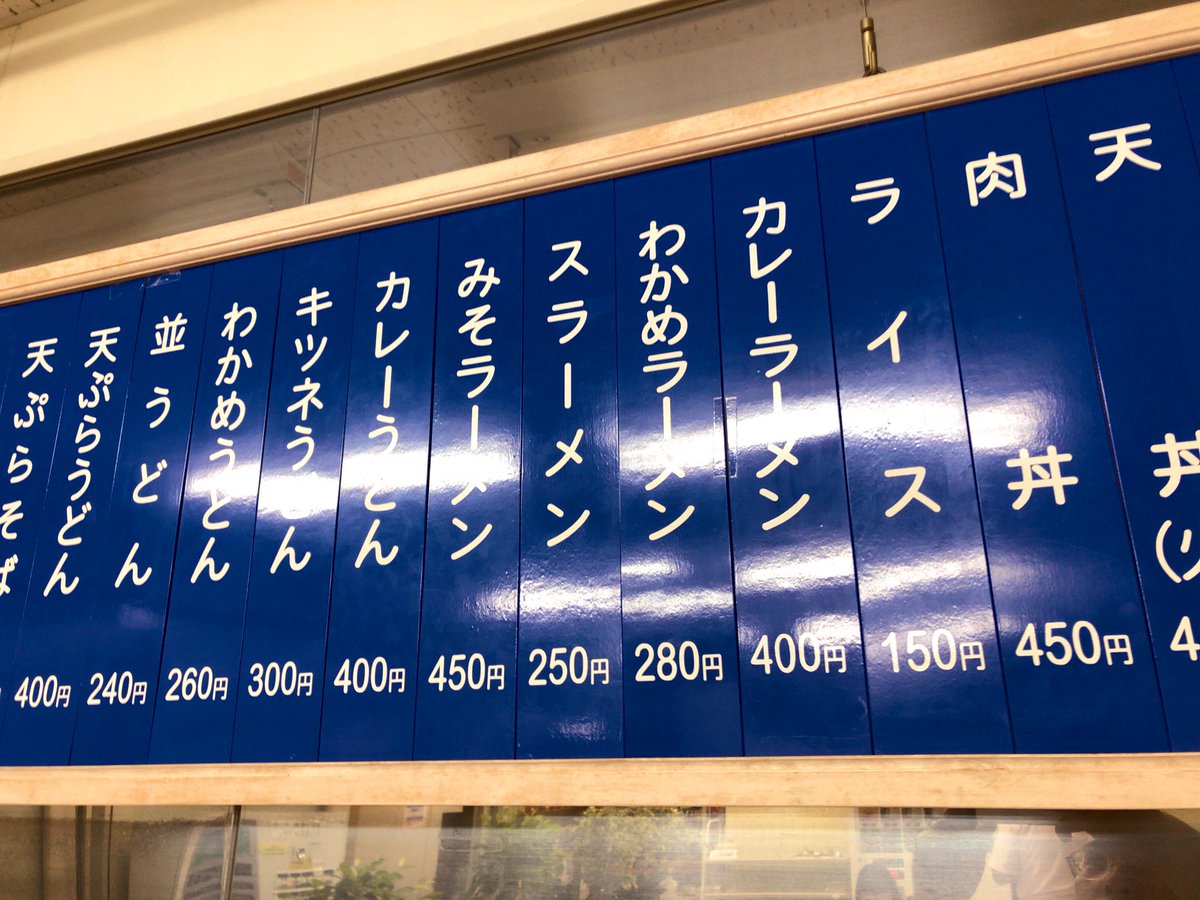 天ぷらそば
天ぷらうどん 400円
並うどん 240円
わかめうどん 260円
キツネうどん 300円
カレーうどん 400円
みそラーメン 450円
スラーメン 250円
わかめラーメン 280円
カレーラーメン 400円
ライス 150円
肉丼 450円
天丼